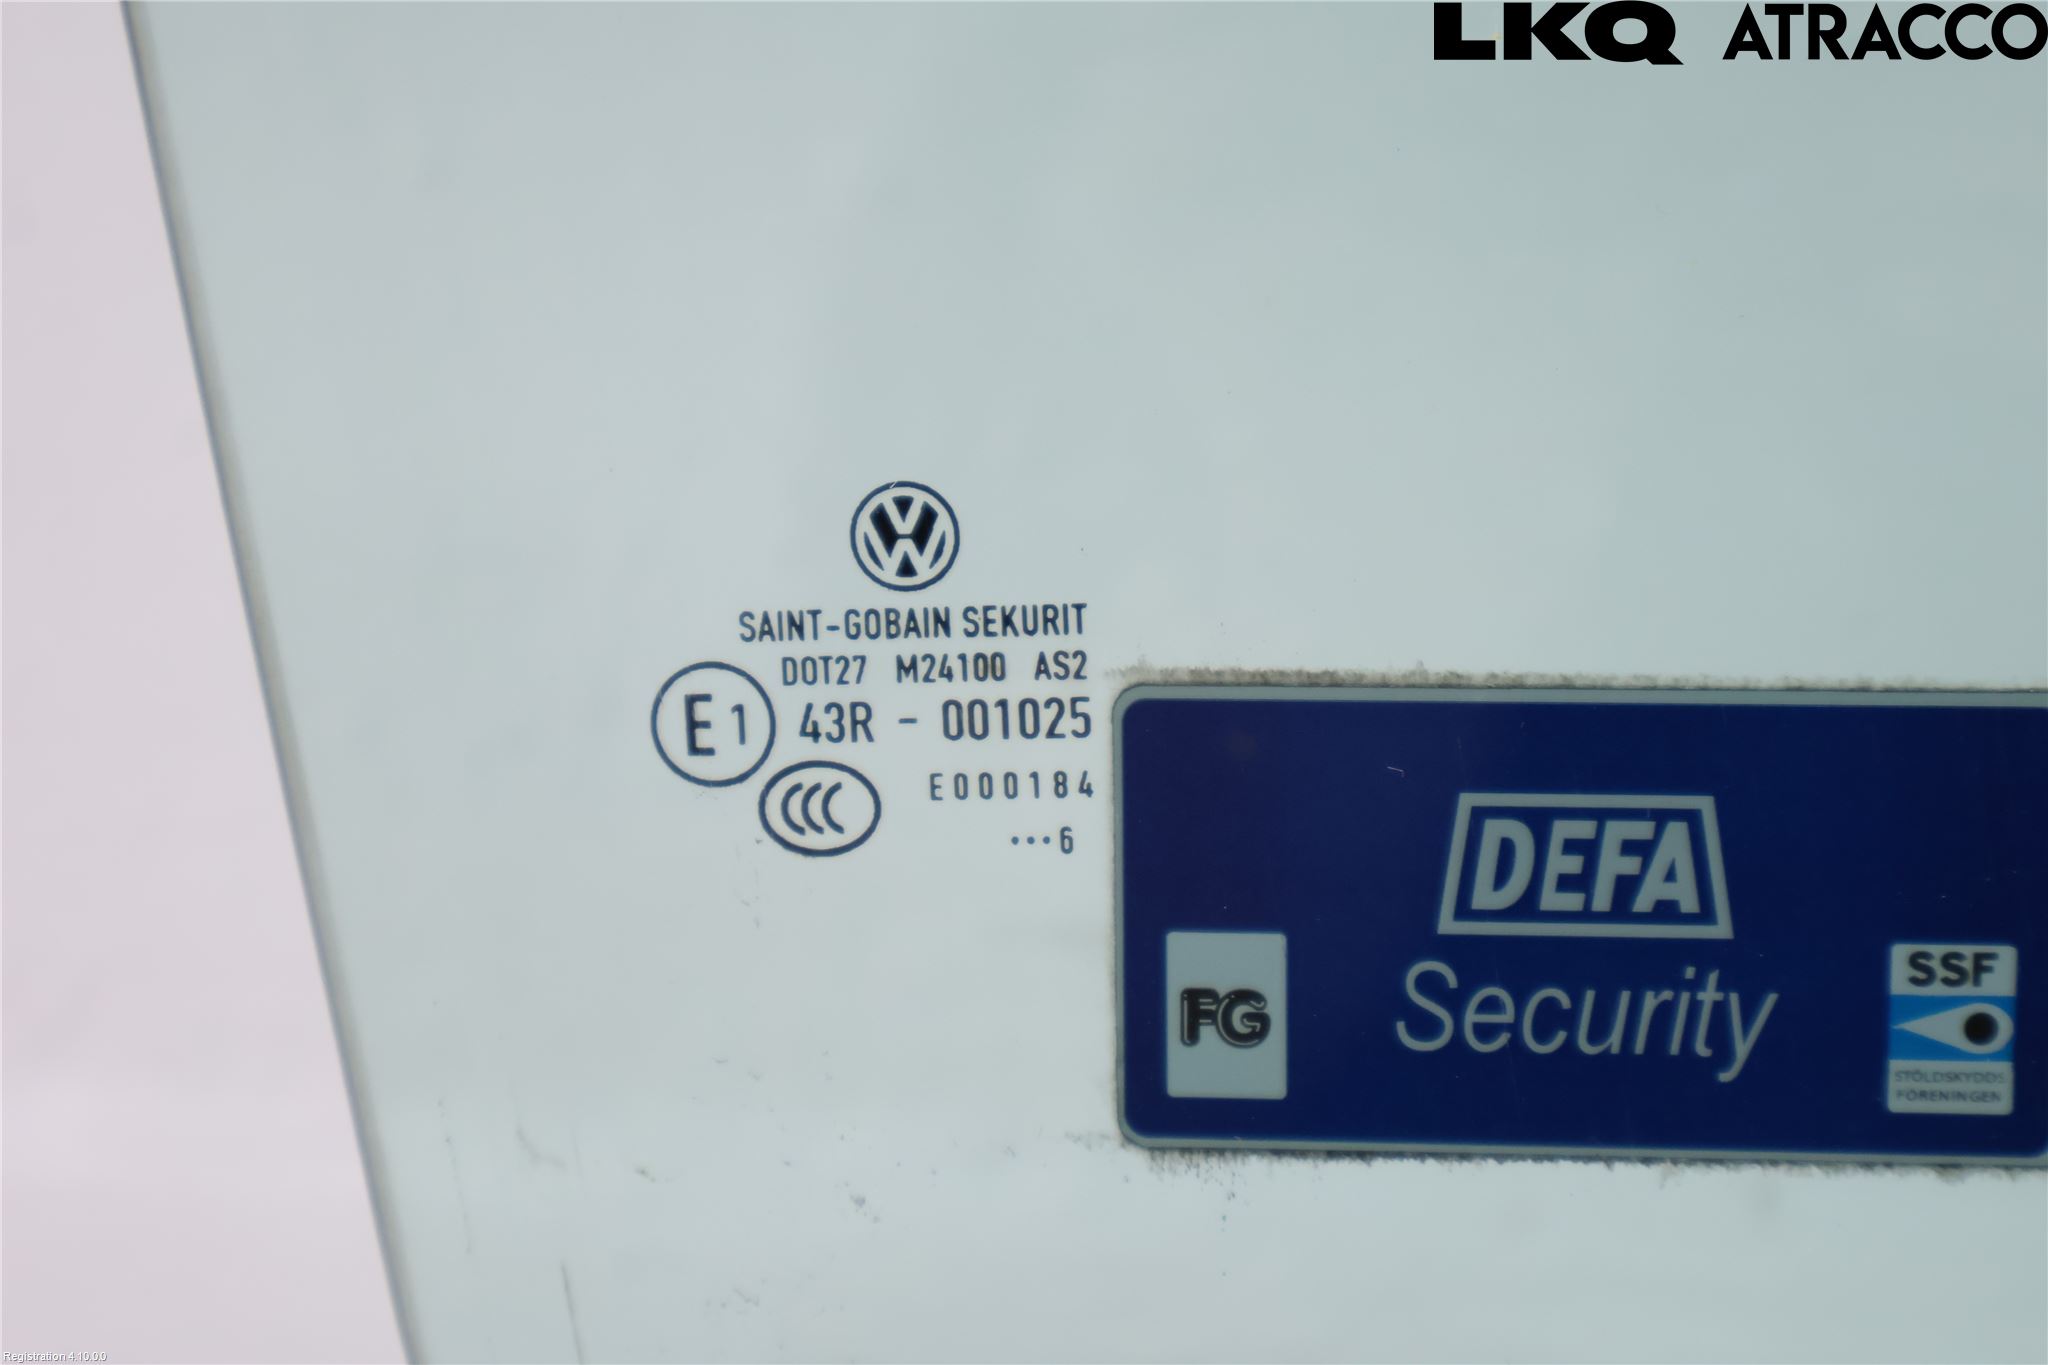 LKQ ATRACCO
SAINT-GOBAIN SEKURIT
DOT27 M24100 AS2
E1 43R - 001025
CCC
E000184
•••6
DEFA
Security
FG
SSF
STÖLDSKYDDS
FÖRENINGEN
Registration 4.10.0.0